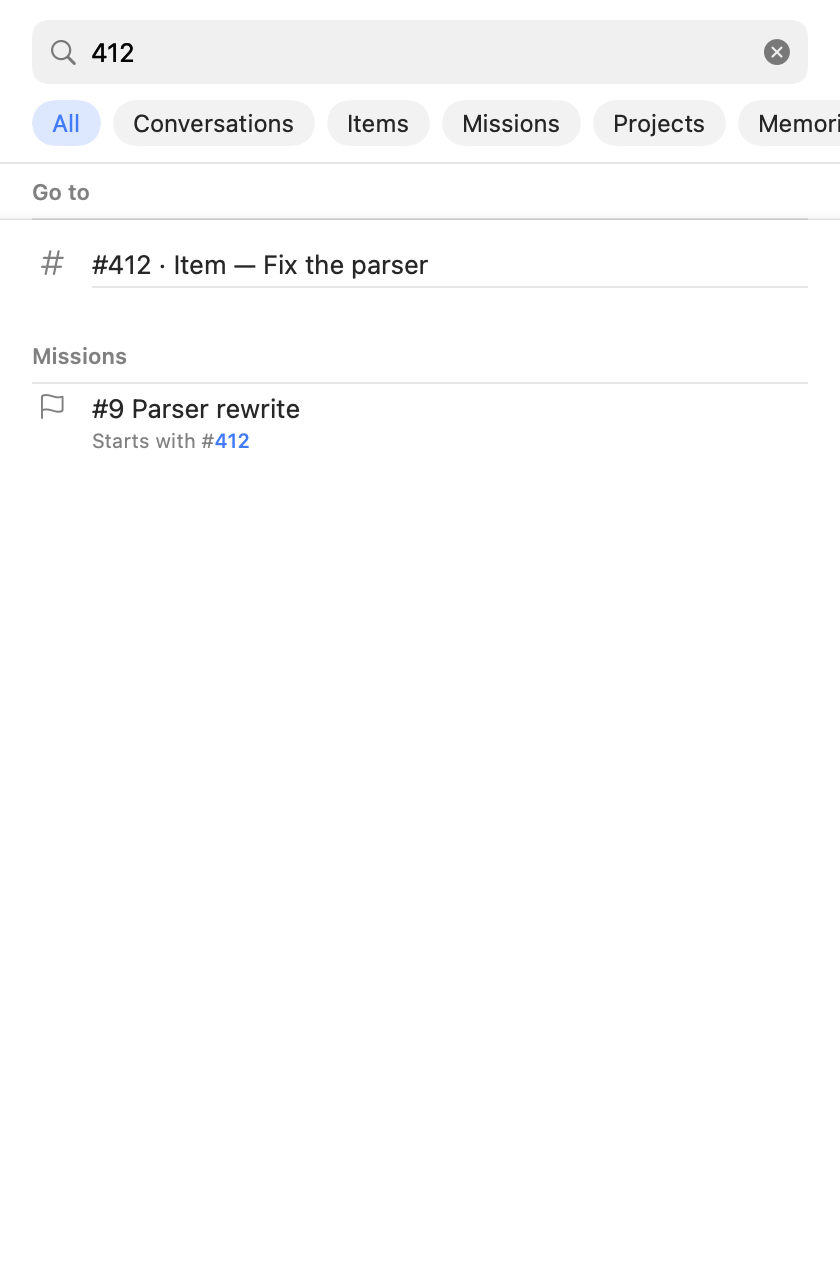 412
All Conversations Items Missions Projects Memori
Go to
#412 · Item — Fix the parser
Missions
#9 Parser rewrite
Starts with #412